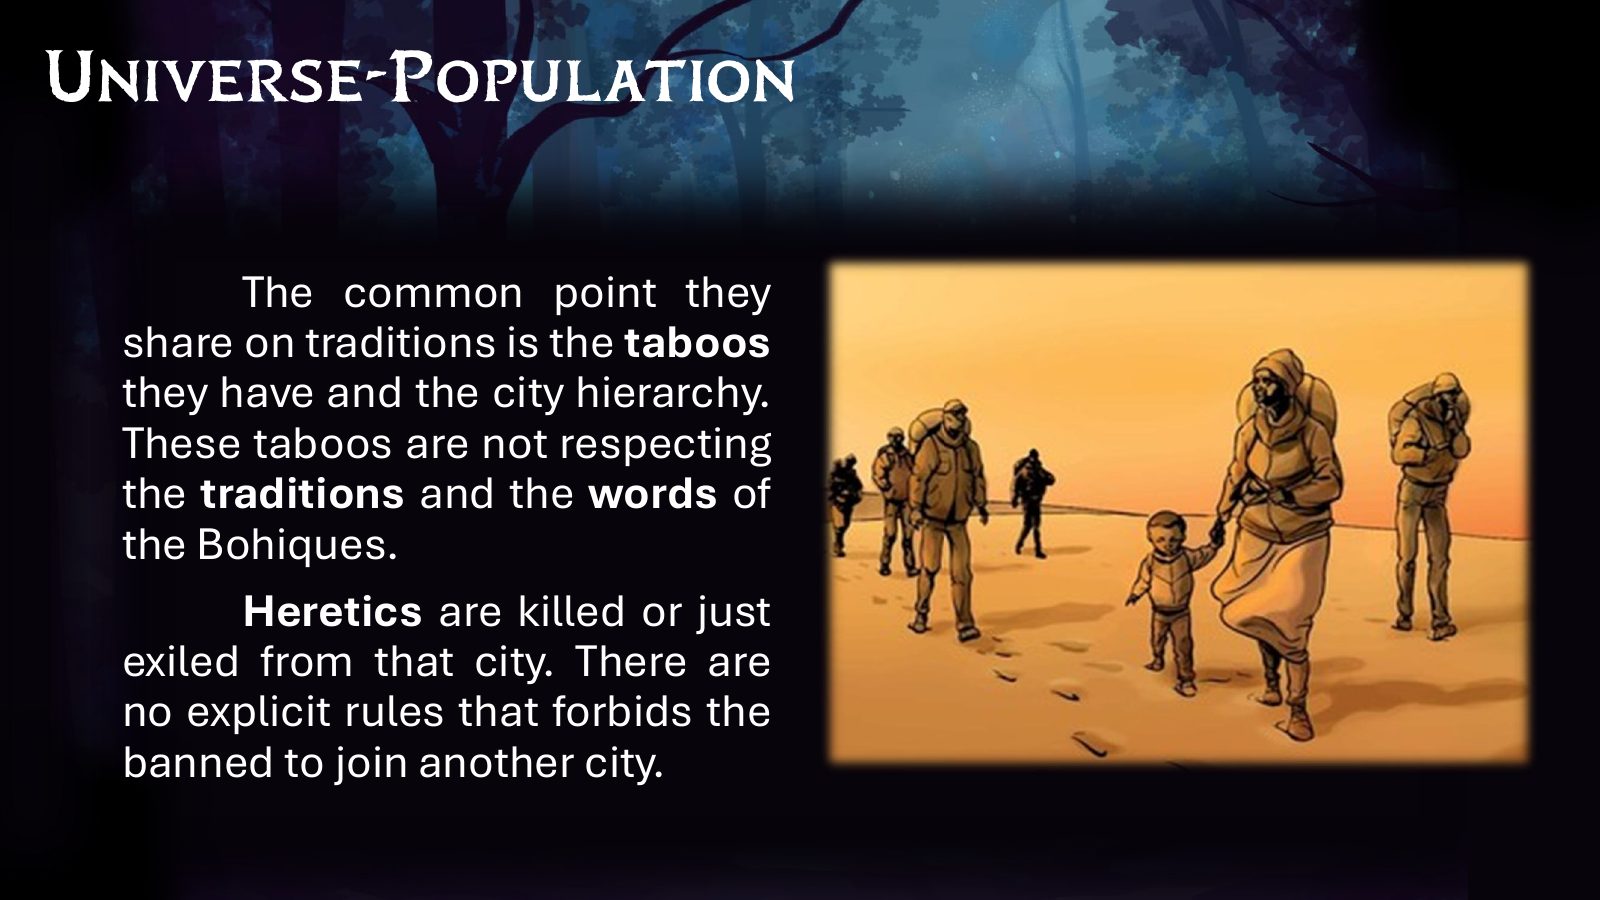 Universe-Population
The common point they
share on traditions is the taboos
they have and the city hierarchy.
These taboos are not respecting
the traditions and the words of
the Bohiques.
Heretics are killed or just
exiled from that city. There are
no explicit rules that forbids the
banned to join another city.